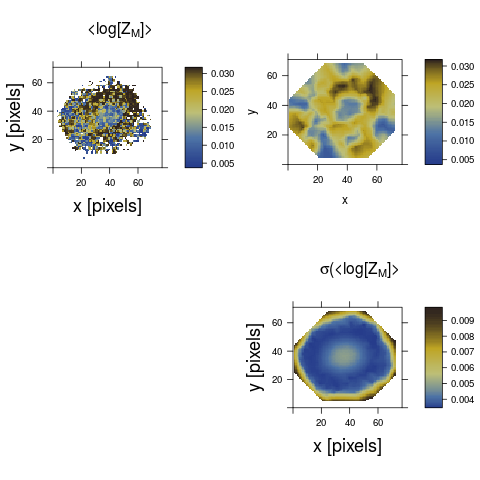 <log[Z_M]>
y [pixels]
60
40
20
20 40 60
x [pixels]
0.030
0.025
0.020
0.015
0.010
0.005
y
60
40
20
20 40 60
x
0.030
0.025
0.020
0.015
0.010
0.005
σ(<log[Z_M]>
y [pixels]
60
40
20
20 40 60
x [pixels]
0.009
0.008
0.007
0.006
0.005
0.004